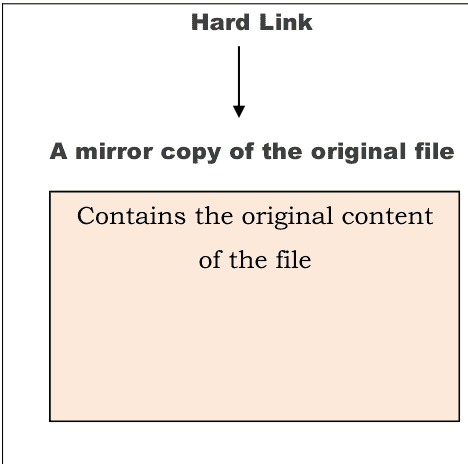 Hard Link
A mirror copy of the original file
Contains the original content
of the file